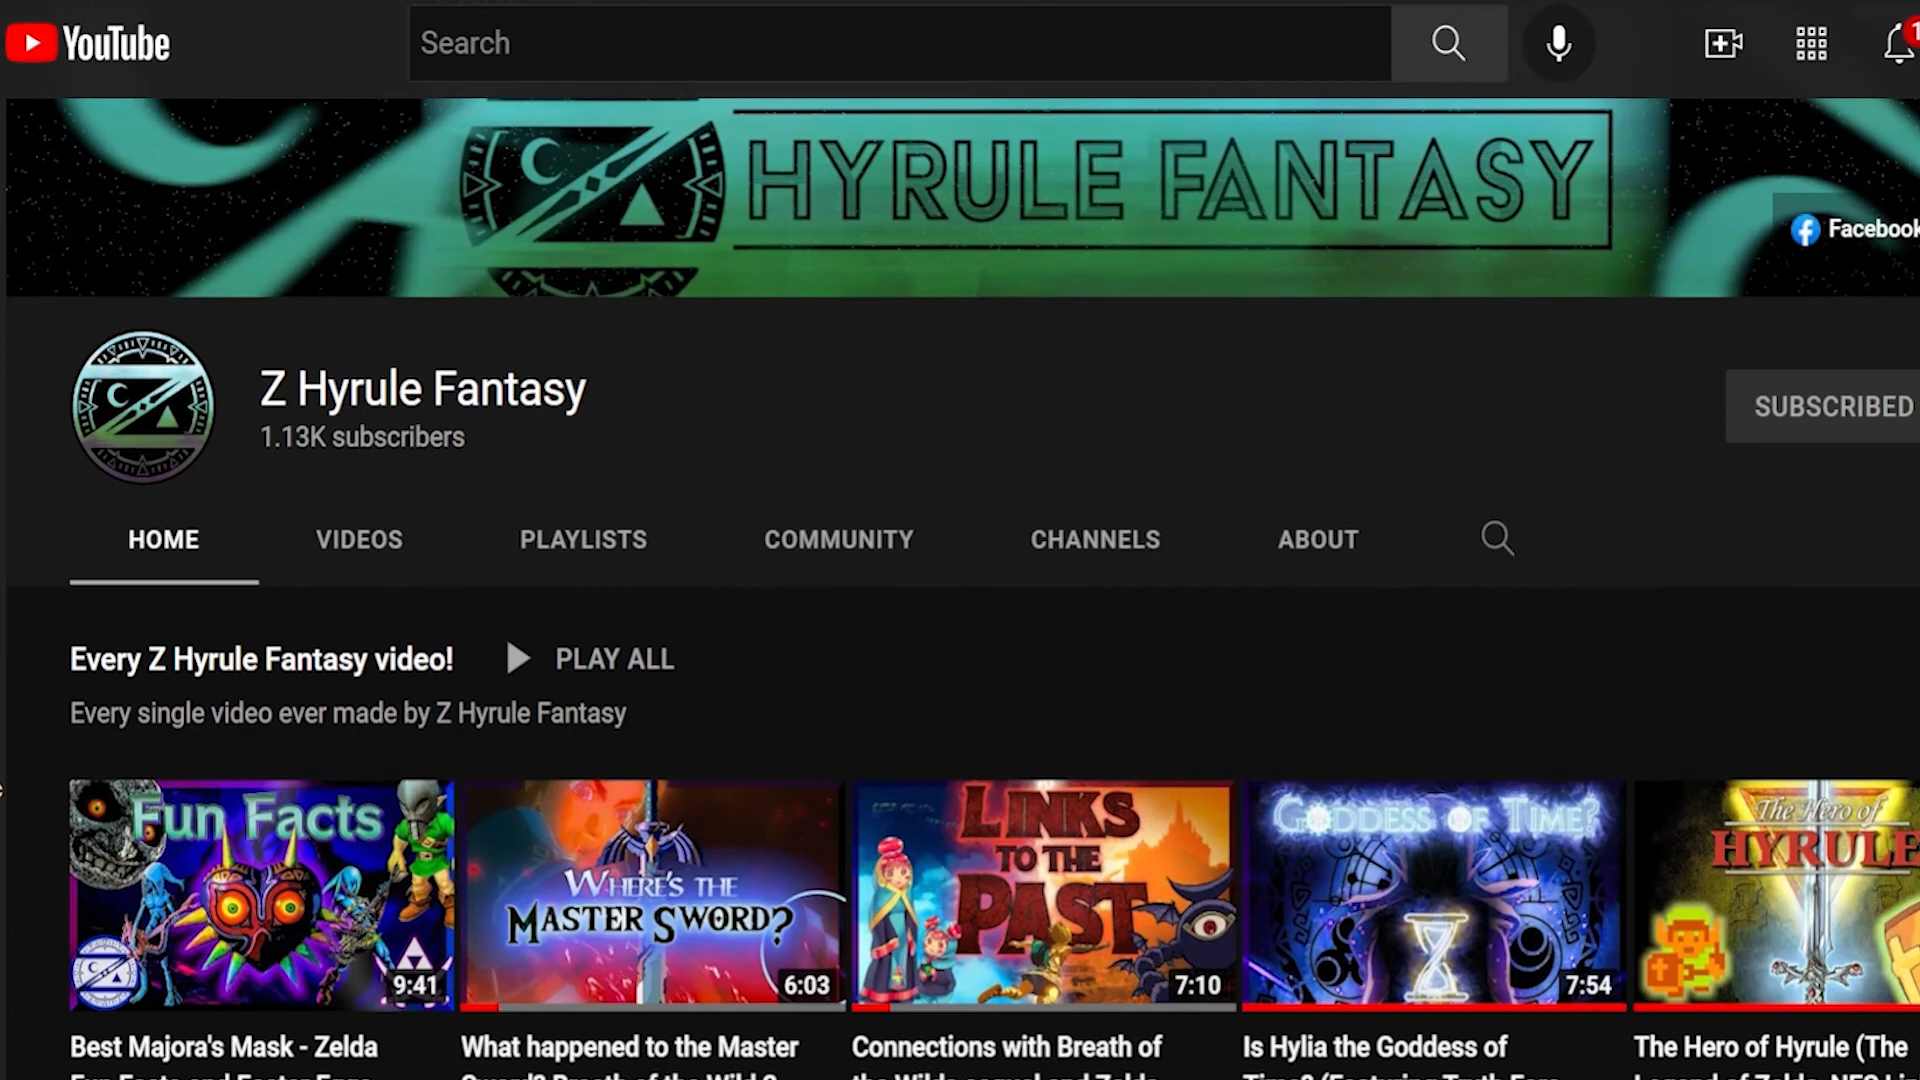 YouTube
Search
1
HYRULE FANTASY
Facebook
Z Hyrule Fantasy
1.13K subscribers
SUBSCRIBED
HOME VIDEOS PLAYLISTS COMMUNITY CHANNELS ABOUT
Every Z Hyrule Fantasy video! PLAY ALL
Every single video ever made by Z Hyrule Fantasy
Fun Facts
9:41
WHERE'S THE
MASTER SWORD?
6:03
LINKS
TO THE
PAST
7:10
GODDESS OF TIME?
7:54
The Hero of
HYRULE
Best Majora's Mask - Zelda
What happened to the Master
Connections with Breath of
Is Hylia the Goddess of
The Hero of Hyrule (The